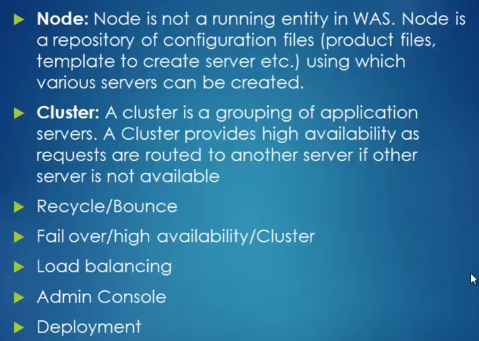 Node: Node is not a running entity in WAS. Node is
a repository of configuration files (product files,
template to create server etc.) using which
various servers can be created.
Cluster: A cluster is a grouping of application
servers. A Cluster provides high availability as
requests are routed to another server if other
server is not available
Recycle/Bounce
Fail over/high availability/Cluster
Load balancing
Admin Console
Deployment